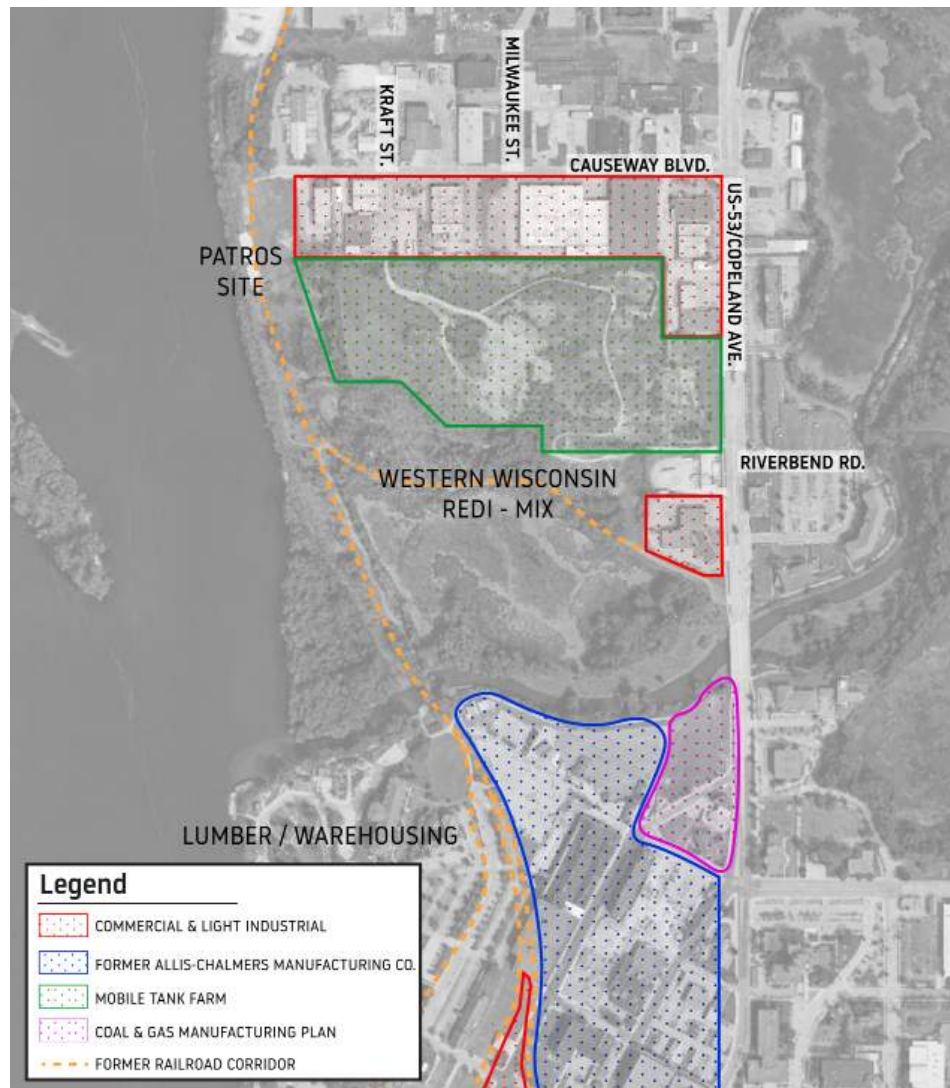 KRAFT ST.
MILWAUKEE ST.
CAUSEWAY BLVD.
US-53/COPELAND AVE.
PATROS
SITE
RIVERBEND RD.
WESTERN WISCONSIN
REDI - MIX
LUMBER / WAREHOUSING
Legend
COMMERCIAL & LIGHT INDUSTRIAL
FORMER ALLIS-CHALMERS MANUFACTURING CO.
MOBILE TANK FARM
COAL & GAS MANUFACTURING PLAN
FORMER RAILROAD CORRIDOR